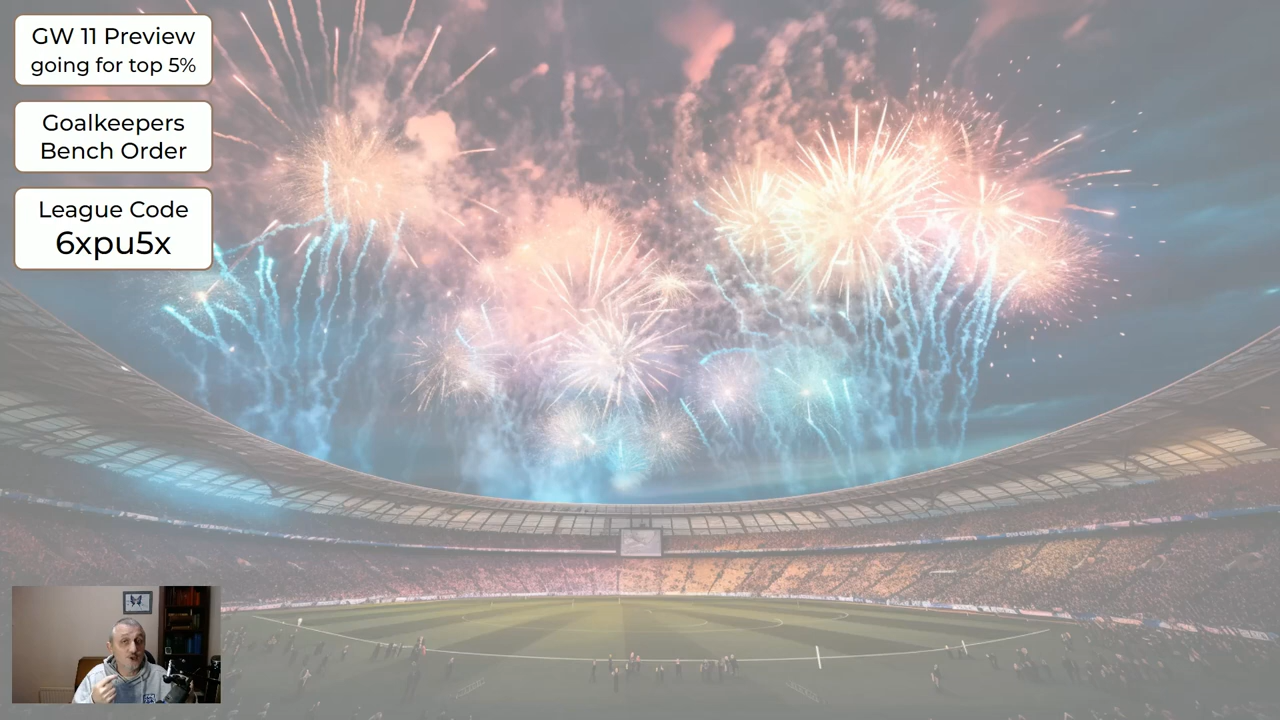 GW 11 Preview
going for top 5%
Goalkeepers
Bench Order
League Code
6xpu5x